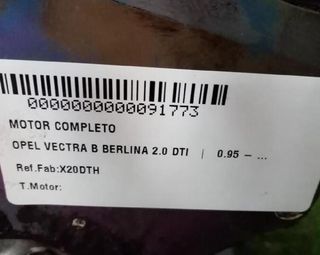 0000000000091773
MOTOR COMPLETO
OPEL VECTRA B BERLINA 2.0 DTI | 0.95 - ...
Ref.Fab:X20DTH
T.Motor: